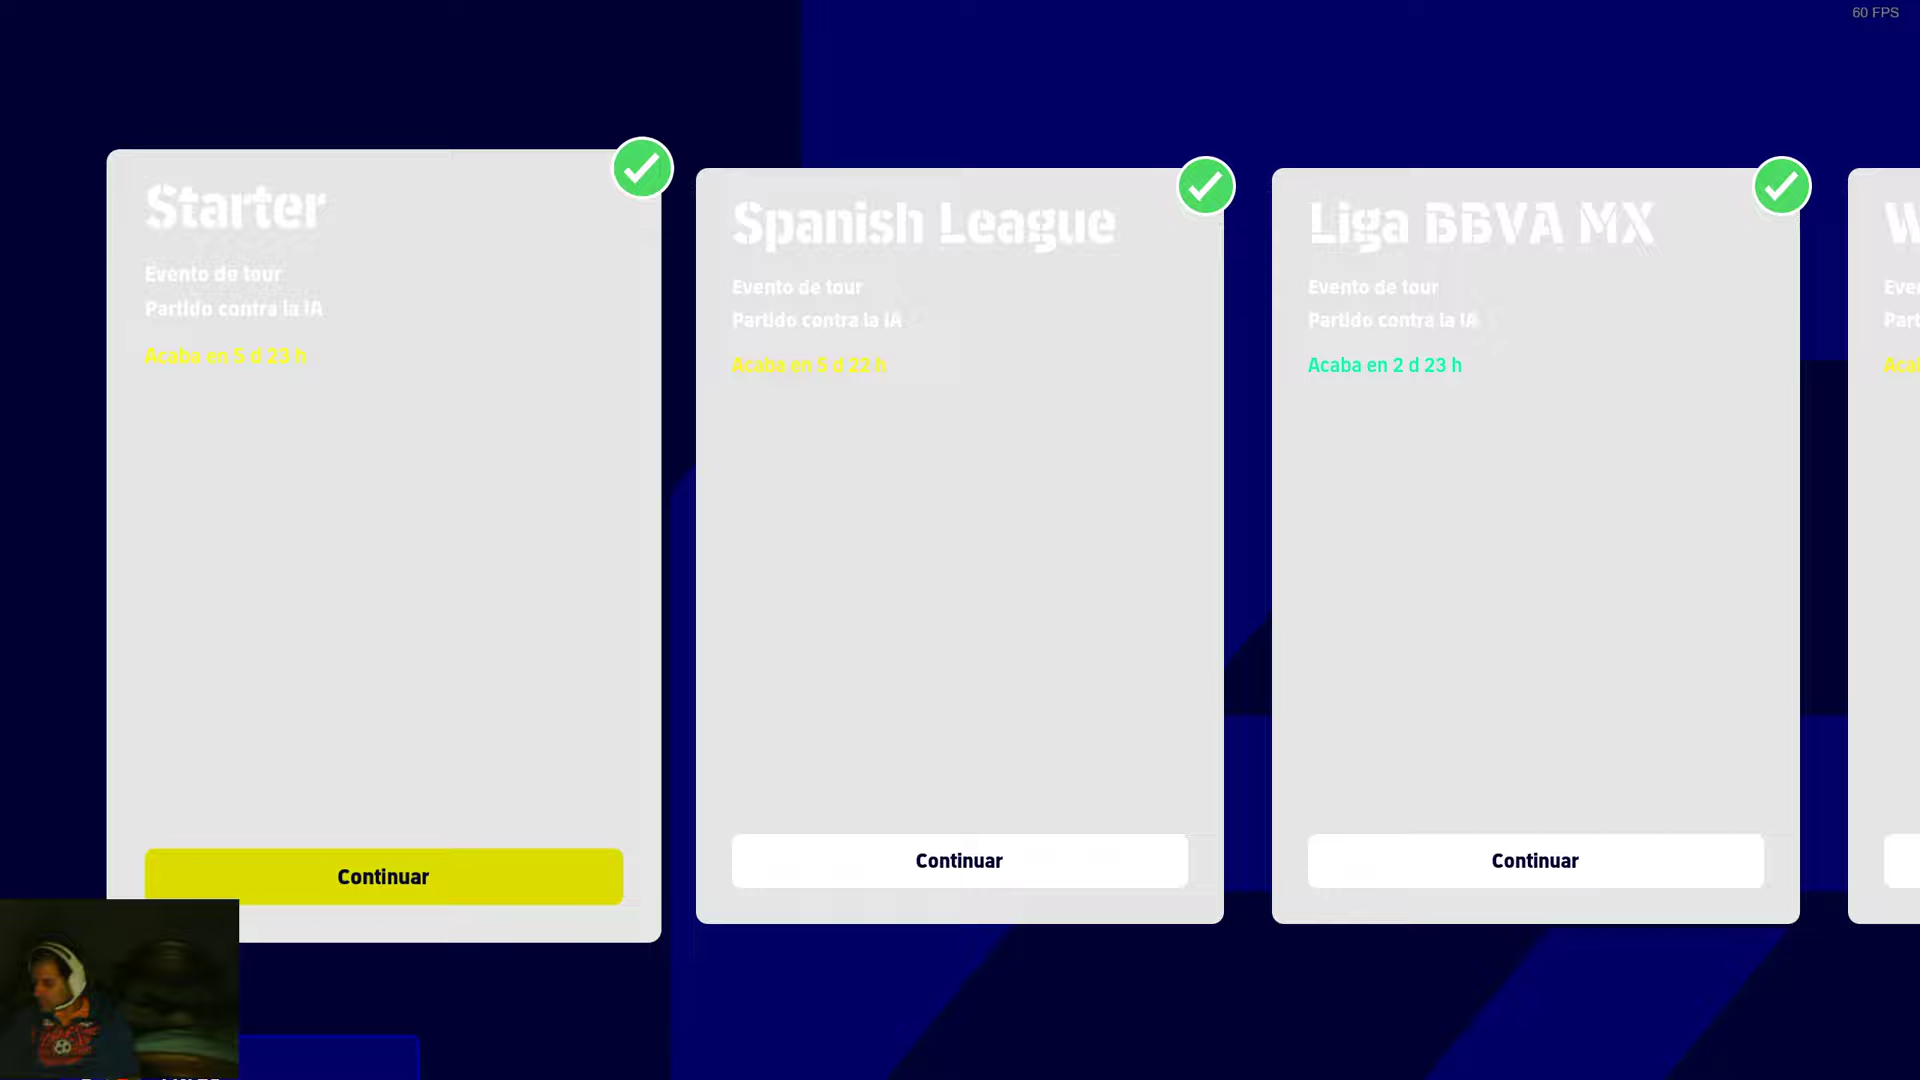 60 FPS
Starter
Evento de tour
Partido contra la IA
Acaba en 5 d 23 h
Continuar
Spanish League
Evento de tour
Partido contra la IA
Acaba en 5 d 22 h
Continuar
Liga BBVA MX
Evento de tour
Partido contra la IA
Acaba en 2 d 23 h
Continuar